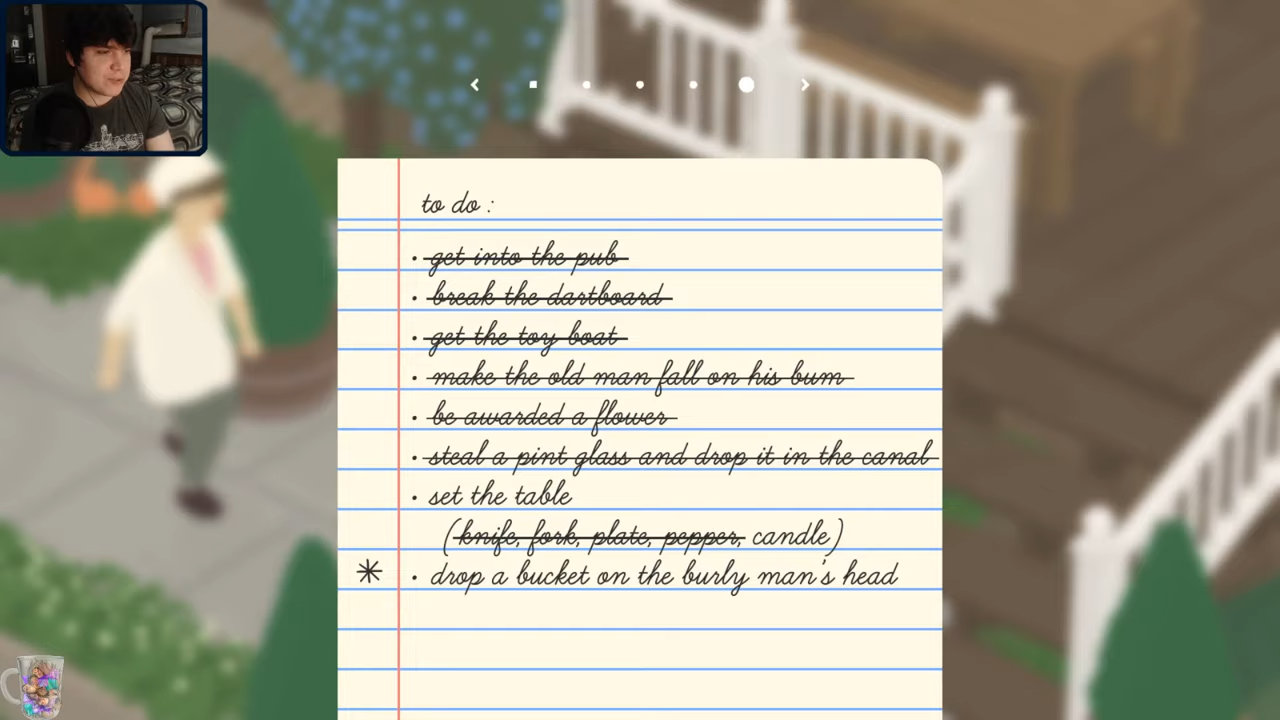 to do :
• get into the pub
• break the dartboard
• get the toy boat
• make the old man fall on his bum
• be awarded a flower
• steal a pint glass and drop it in the canal
• set the table
(knife, fork, plate, pepper, candle)
• drop a bucket on the burly man's head